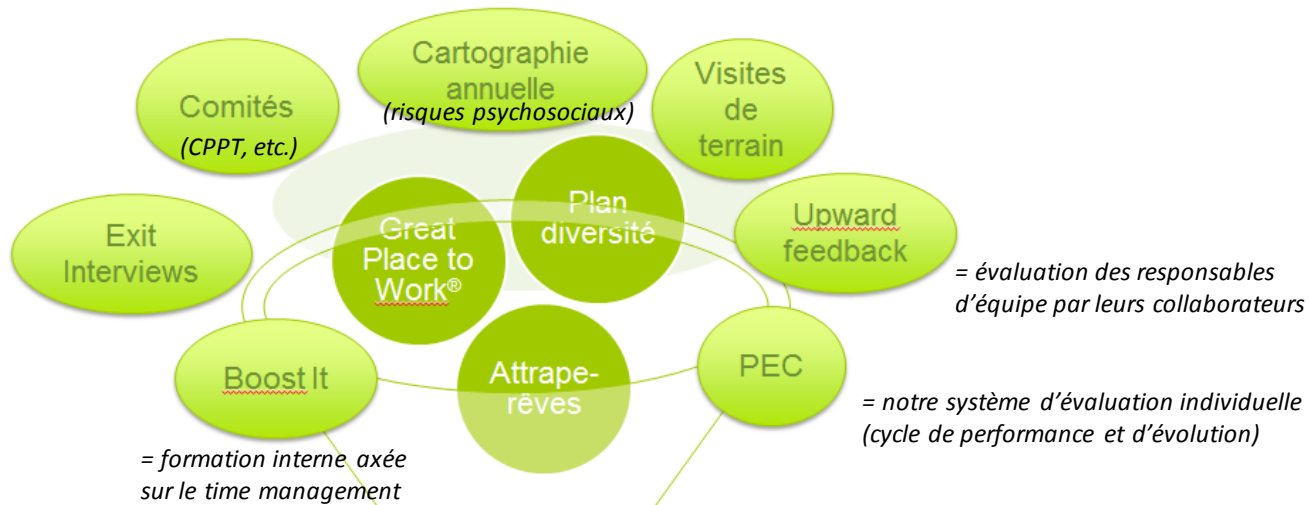 Cartographie
annuelle
(risques psychosociaux)
Comités
(CPPT, etc.)
Visites
de
terrain
Exit
Interviews
Great
Place to
Work®
Plan
diversité
Upward
feedback
= évaluation des responsables
d’équipe par leurs collaborateurs
Boost It
Attrape-
rêves
PEC
= notre système d’évaluation individuelle
(cycle de performance et d’évolution)
= formation interne axée
sur le time management